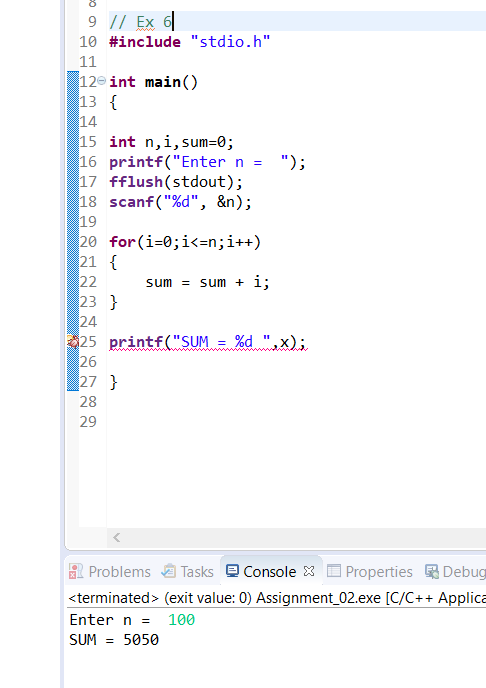 8
9 // Ex 6
10 #include "stdio.h"
11
12 int main()
13 {
14
15 int n,i,sum=0;
16 printf("Enter n =  ");
17 fflush(stdout);
18 scanf("%d", &n);
19
20 for(i=0;i<=n;i++)
21 {
22     sum = sum + i;
23 }
24
25 printf("SUM = %d ",x);
26
27 }
28
29
Problems Tasks Console Properties Debug
<terminated> (exit value: 0) Assignment_02.exe [C/C++ Applica
Enter n =  100
SUM = 5050